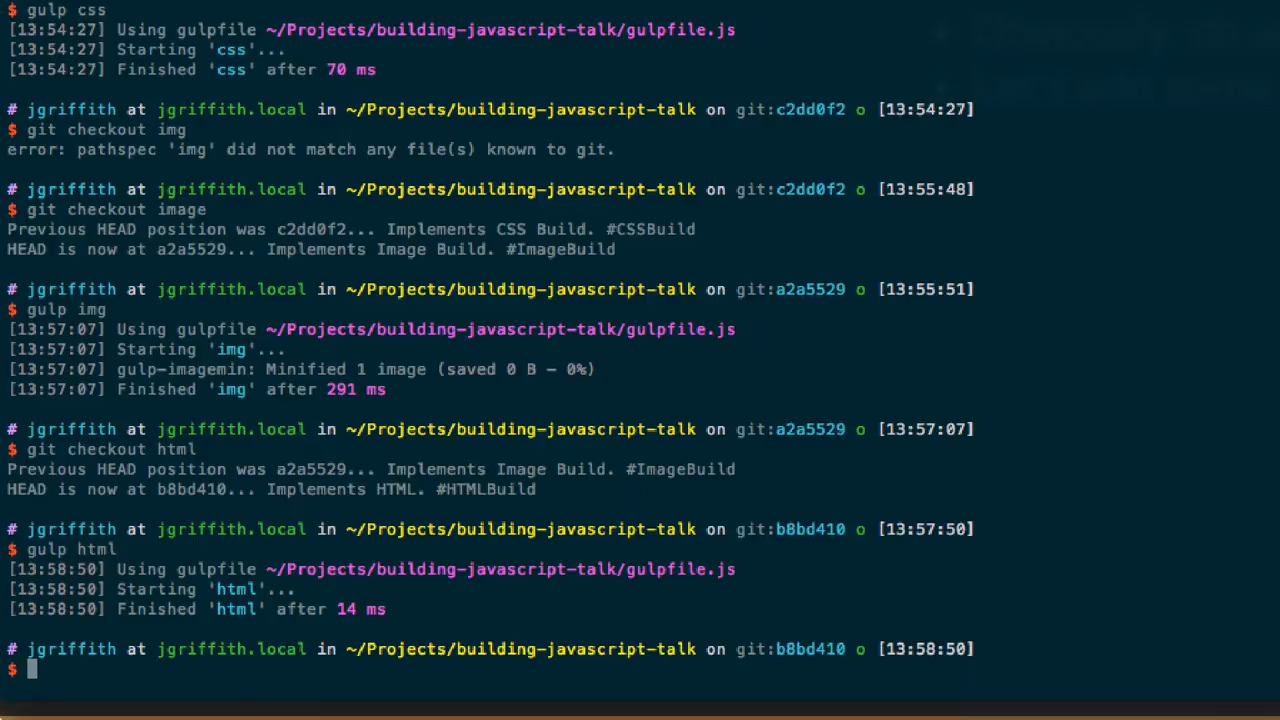 $ gulp css
[13:54:27] Using gulpfile ~/Projects/building-javascript-talk/gulpfile.js
[13:54:27] Starting 'css'...
[13:54:27] Finished 'css' after 70 ms
# jgriffith at jgriffith.local in ~/Projects/building-javascript-talk on git:c2dd0f2 o [13:54:27]
$ git checkout img
error: pathspec 'img' did not match any file(s) known to git.
# jgriffith at jgriffith.local in ~/Projects/building-javascript-talk on git:c2dd0f2 o [13:55:48]
$ git checkout image
Previous HEAD position was c2dd0f2... Implements CSS Build. #CSSBuild
HEAD is now at a2a5529... Implements Image Build. #ImageBuild
# jgriffith at jgriffith.local in ~/Projects/building-javascript-talk on git:a2a5529 o [13:55:51]
$ gulp img
[13:57:07] Using gulpfile ~/Projects/building-javascript-talk/gulpfile.js
[13:57:07] Starting 'img'...
[13:57:07] gulp-imagemin: Minified 1 image (saved 0 B - 0%)
[13:57:07] Finished 'img' after 291 ms
# jgriffith at jgriffith.local in ~/Projects/building-javascript-talk on git:a2a5529 o [13:57:07]
$ git checkout html
Previous HEAD position was a2a5529... Implements Image Build. #ImageBuild
HEAD is now at b8bd410... Implements HTML. #HTMLBuild
# jgriffith at jgriffith.local in ~/Projects/building-javascript-talk on git:b8bd410 o [13:57:50]
$ gulp html
[13:58:50] Using gulpfile ~/Projects/building-javascript-talk/gulpfile.js
[13:58:50] Starting 'html'...
[13:58:50] Finished 'html' after 14 ms
# jgriffith at jgriffith.local in ~/Projects/building-javascript-talk on git:b8bd410 o [13:58:50]
$